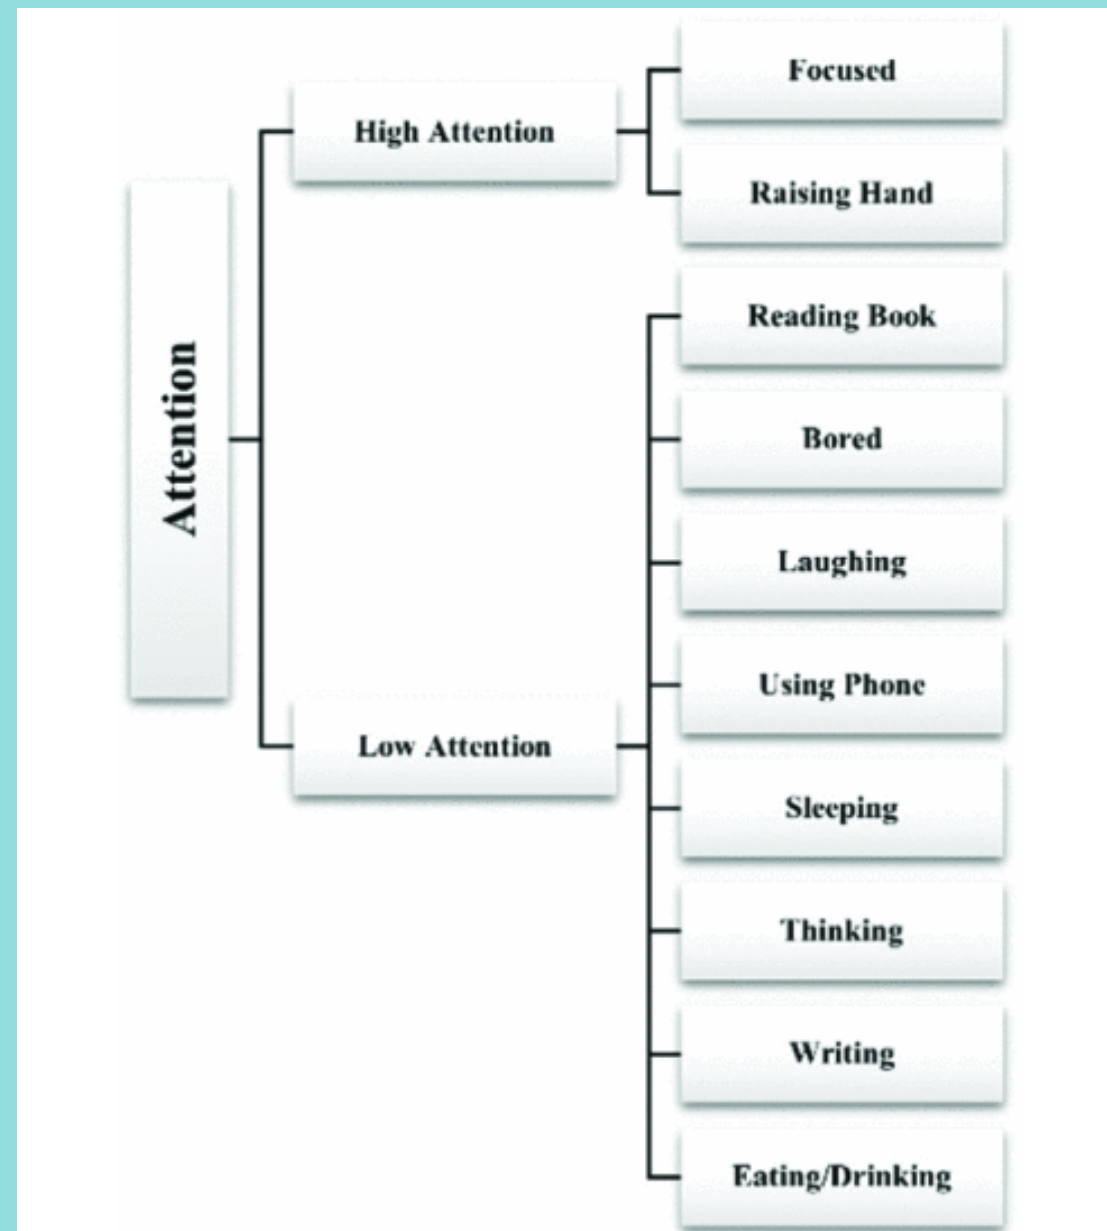 Attention
High Attention
Focused
Raising Hand
Low Attention
Reading Book
Bored
Laughing
Using Phone
Sleeping
Thinking
Writing
Eating/Drinking